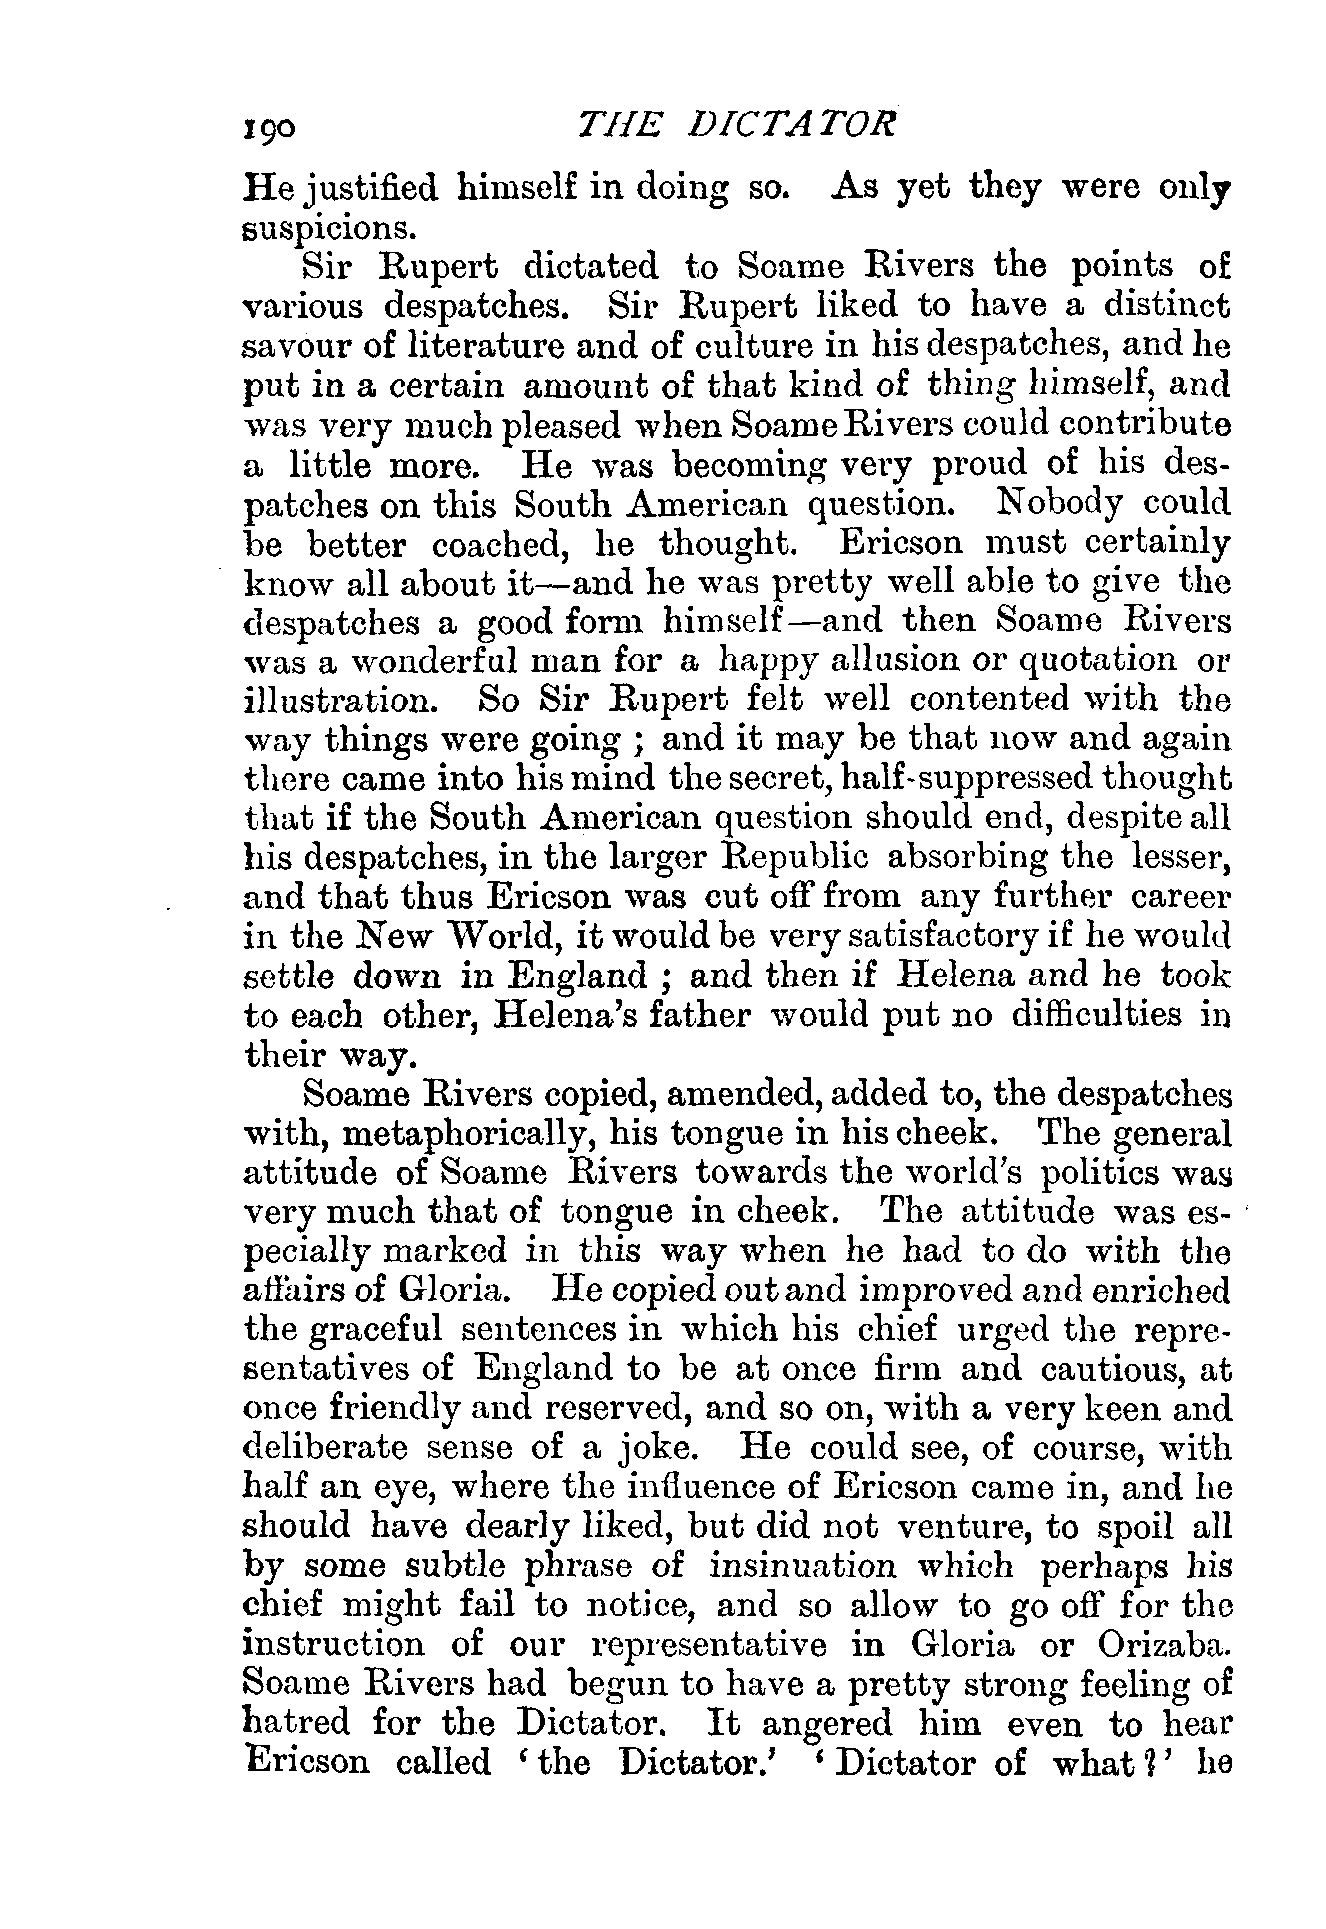 190 THE DICTATOR
He justified himself in doing so. As yet they were only
suspicions.
Sir Rupert dictated to Soame Rivers the points of
various despatches. Sir Rupert liked to have a distinct
savour of literature and of culture in his despatches, and he
put in a certain amount of that kind of thing himself, and
was very much pleased when Soame Rivers could contribute
a little more. He was becoming very proud of his des-
patches on this South American question. Nobody could
be better coached, he thought. Ericson must certainly
know all about it—and he was pretty well able to give the
despatches a good form himself—and then Soame Rivers
was a wonderful man for a happy allusion or quotation or
illustration. So Sir Rupert felt well contented with the
way things were going ; and it may be that now and again
there came into his mind the secret, half-suppressed thought
that if the South American question should end, despite all
his despatches, in the larger Republic absorbing the lesser,
and that thus Ericson was cut off from any further career
in the New World, it would be very satisfactory if he would
settle down in England ; and then if Helena and he took
to each other, Helena's father would put no difficulties in
their way.
Soame Rivers copied, amended, added to, the despatches
with, metaphorically, his tongue in his cheek. The general
attitude of Soame Rivers towards the world's politics was
very much that of tongue in cheek. The attitude was es-
pecially marked in this way when he had to do with the
affairs of Gloria. He copied out and improved and enriched
the graceful sentences in which his chief urged the repre-
sentatives of England to be at once firm and cautious, at
once friendly and reserved, and so on, with a very keen and
deliberate sense of a joke. He could see, of course, with
half an eye, where the influence of Ericson came in, and he
should have dearly liked, but did not venture, to spoil all
by some subtle phrase of insinuation which perhaps his
chief might fail to notice, and so allow to go off for the
instruction of our representative in Gloria or Orizaba.
Soame Rivers had begun to have a pretty strong feeling of
hatred for the Dictator. It angered him even to hear
Ericson called ‘the Dictator.’ ‘Dictator of what?’ he